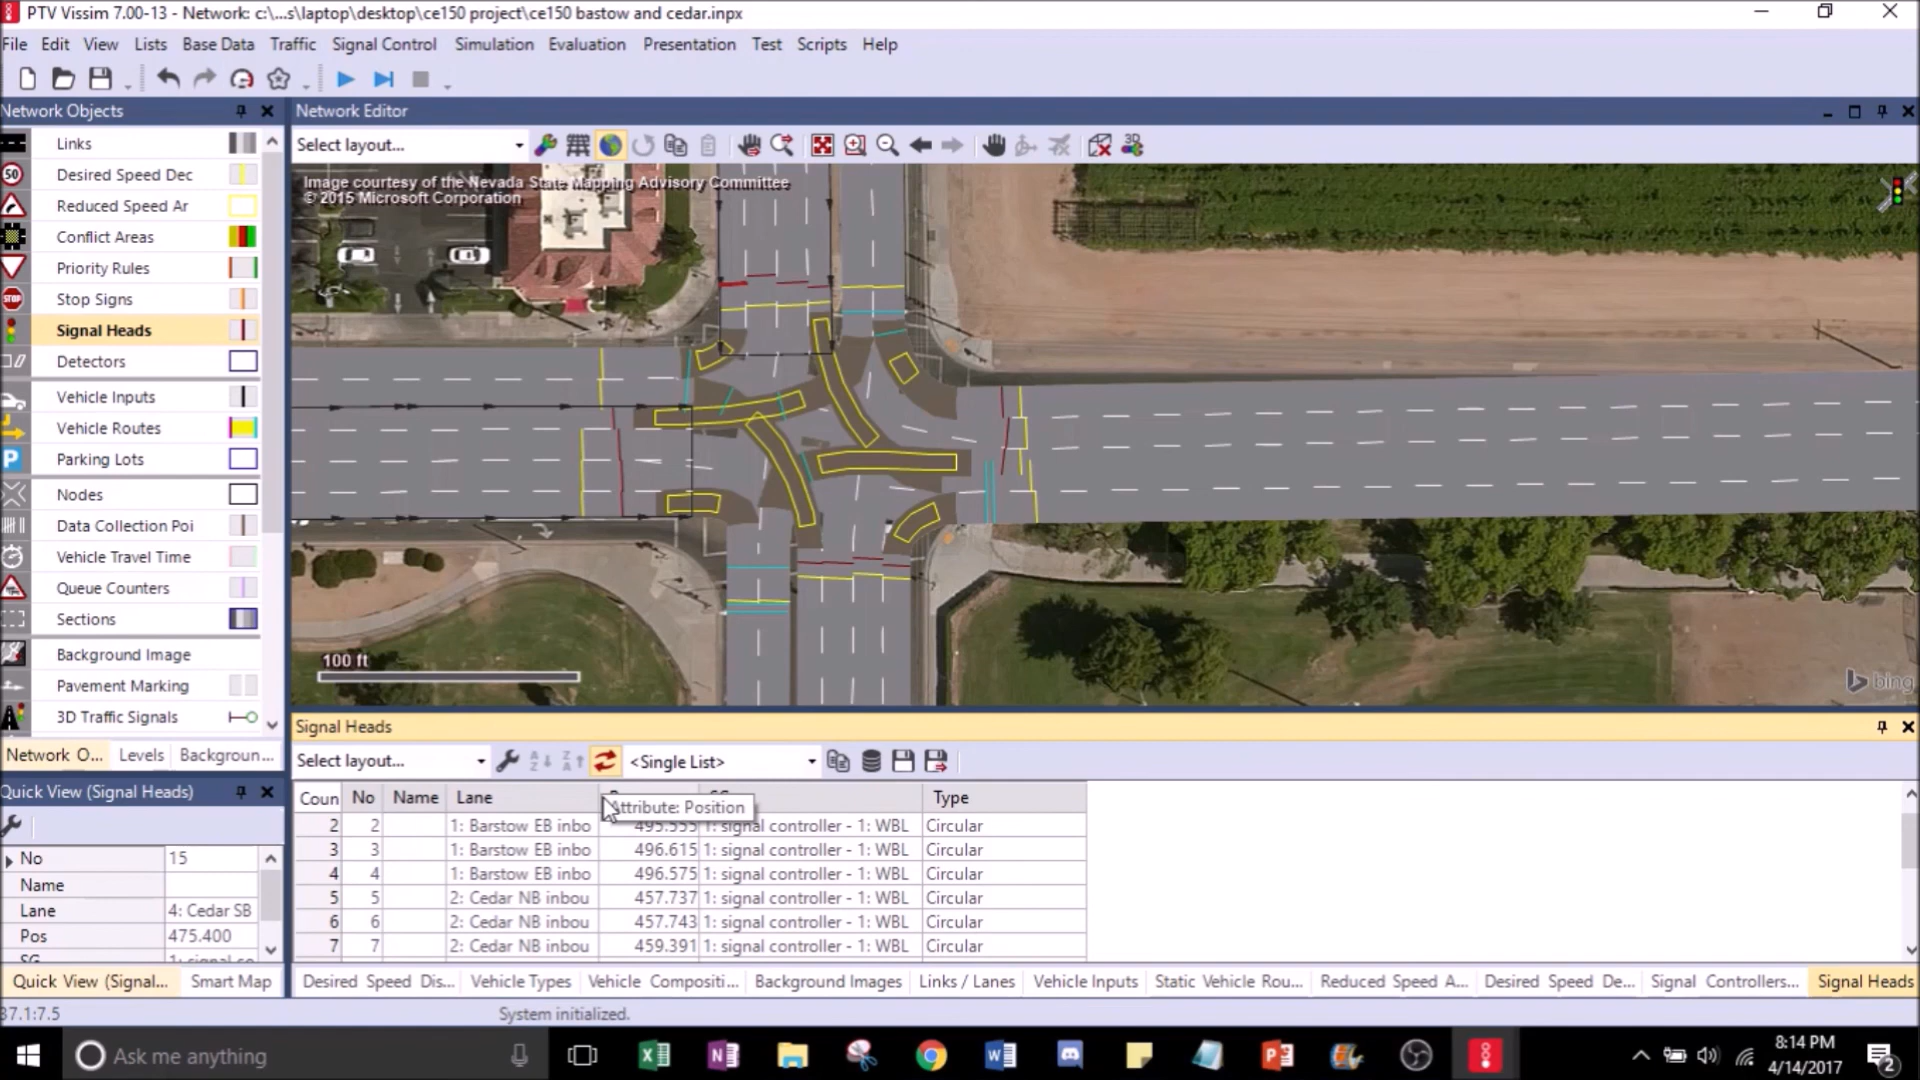 PTV Vissim 7.00-13 - Network: c:\...s\laptop\desktop\ce150 project\ce150 bastow and cedar.inpx
File Edit View Lists Base Data Traffic Signal Control Simulation Evaluation Presentation Test Scripts Help
Network Objects
Links
50 Desired Speed Dec
Reduced Speed Ar
Conflict Areas
Priority Rules
STOP Stop Signs
Signal Heads
Detectors
Vehicle Inputs
Vehicle Routes
P Parking Lots
Nodes
Data Collection Poi
Vehicle Travel Time
Queue Counters
Sections
Background Image
Pavement Marking
3D Traffic Signals
Network O... Levels Backgroun...
Network Editor
Select layout...
3D
Image courtesy of the Nevada State Mapping Advisory Committee
© 2015 Microsoft Corporation
100 ft
bing
Quick View (Signal Heads)
No 15
Name
Lane 4: Cedar SB
Pos 475.400
Quick View (Signal... Smart Map
Signal Heads
Select layout... <Single List>
Coun No Name Lane Type
Attribute: Position
2 2 1: Barstow EB inbo 495.555 1: signal controller - 1: WBL Circular
3 3 1: Barstow EB inbo 496.615 1: signal controller - 1: WBL Circular
4 4 1: Barstow EB inbo 496.575 1: signal controller - 1: WBL Circular
5 5 2: Cedar NB inbou 457.737 1: signal controller - 1: WBL Circular
6 6 2: Cedar NB inbou 457.743 1: signal controller - 1: WBL Circular
7 7 2: Cedar NB inbou 459.391 1: signal controller - 1: WBL Circular
Desired Speed Dis... Vehicle Types Vehicle Compositi... Background Images Links / Lanes Vehicle Inputs Static Vehicle Rou... Reduced Speed A... Desired Speed De... Signal Controllers... Signal Heads
37.1:7.5 System initialized.
Ask me anything
8:14 PM
4/14/2017
2